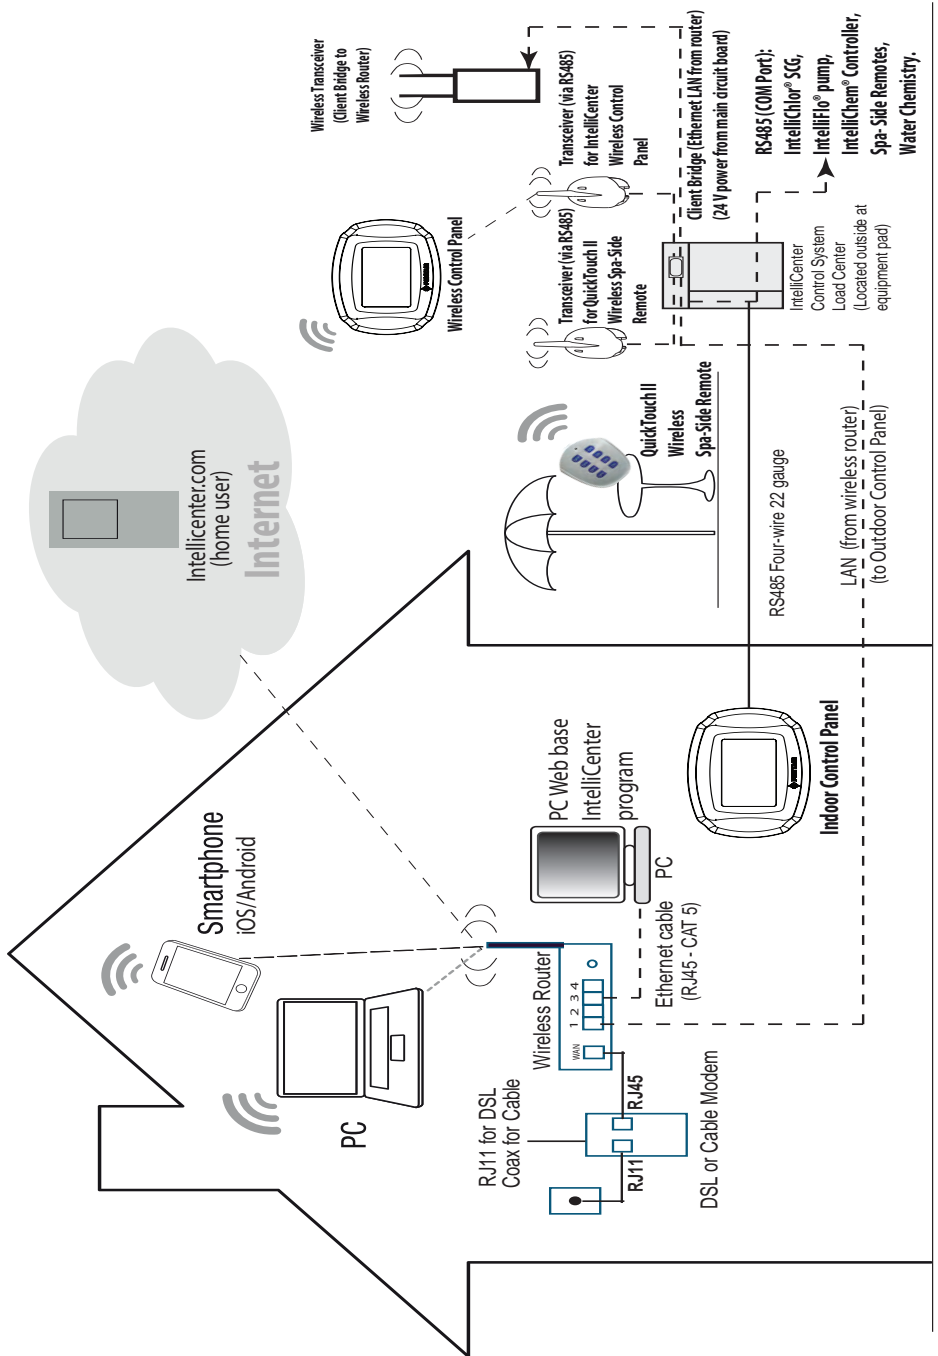 Intellicenter.com
(home user)
Internet
Smartphone
iOS/Android
PC
Wireless Router
WAN
1 2 3 4
RJ11 for DSL
Coax for Cable
RJ45
RJ11
DSL or Cable Modem
PC Web base
IntelliCenter
program
PC
Ethernet cable
(RJ45 - CAT 5)
Indoor Control Panel
RS485 Four-wire 22 gauge
LAN (from wireless router)
(to Outdoor Control Panel)
QuickTouch II
Wireless
Spa-Side Remote
Wireless Control Panel
Wireless Transceiver
(Client Bridge to
Wireless Router)
Transceiver (via RS485)
for QuickTouch II
Wireless Spa-Side
Remote
Transceiver (via RS485)
for IntelliCenter
Wireless Control
Panel
Client Bridge (Ethernet LAN from router)
(24 V power from main circuit board)
IntelliCenter
Control System
Load Center
(Located outside at
equipment pad)
RS485 (COM Port):
IntelliChlor® SCG,
IntelliFlo® pump,
IntelliChem® Controller,
Spa- Side Remotes,
Water Chemistry.